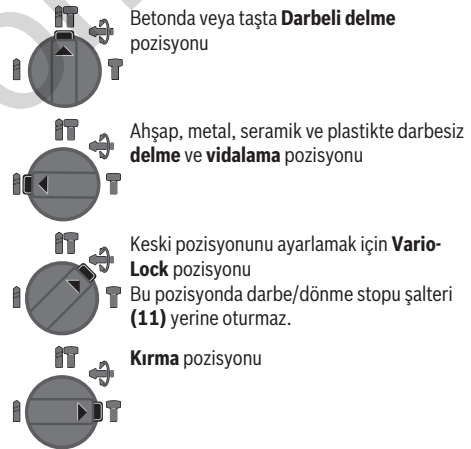 Betonda veya taşta Darbeli delme
pozisyonu
Ahşap, metal, seramik ve plastikte darbesiz
delme ve vidalama pozisyonu
Keski pozisyonunu ayarlamak için Vario-
Lock pozisyonu
Bu pozisyonda darbe/dönme stopu şalteri
(11) yerine oturmaz.
Kırma pozisyonu